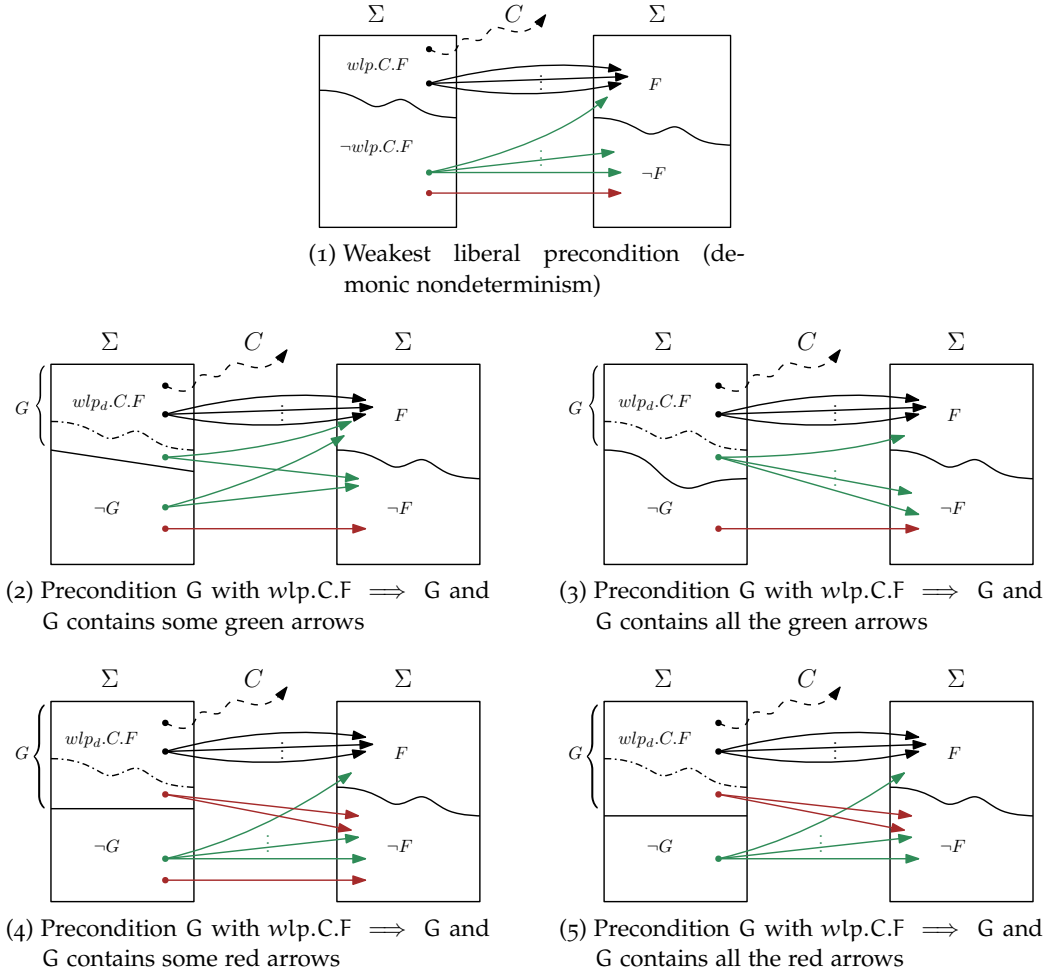 Σ
C
Σ
wlp.C.F
F
¬wlp.C.F
¬F
(1) Weakest liberal precondition (de-
monic nondeterminism)
Σ
C
Σ
G
wlp_d.C.F
F
¬G
¬F
(2) Precondition G with wlp.C.F ⟹ G and
G contains some green arrows
Σ
C
Σ
G
wlp_d.C.F
F
¬G
¬F
(3) Precondition G with wlp.C.F ⟹ G and
G contains all the green arrows
Σ
C
Σ
G
wlp_d.C.F
F
¬G
¬F
(4) Precondition G with wlp.C.F ⟹ G and
G contains some red arrows
Σ
C
Σ
G
wlp_d.C.F
F
¬G
¬F
(5) Precondition G with wlp.C.F ⟹ G and
G contains all the red arrows